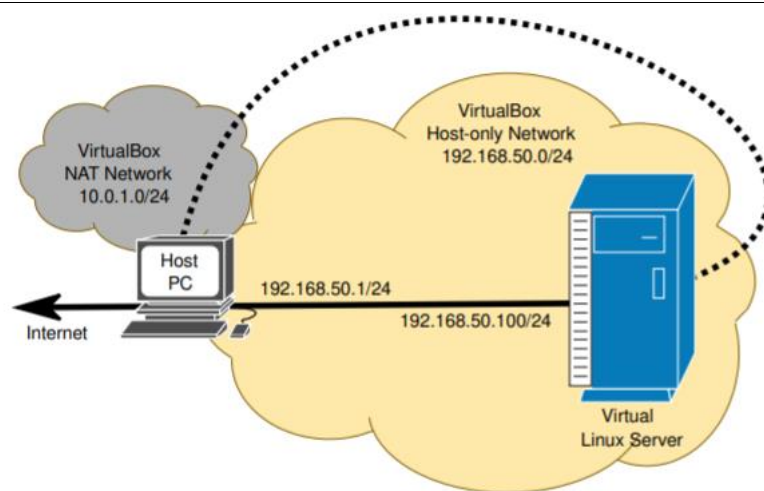 VirtualBox
NAT Network
10.0.1.0/24
VirtualBox
Host-only Network
192.168.50.0/24
Host
PC
192.168.50.1/24
192.168.50.100/24
Internet
Virtual
Linux Server